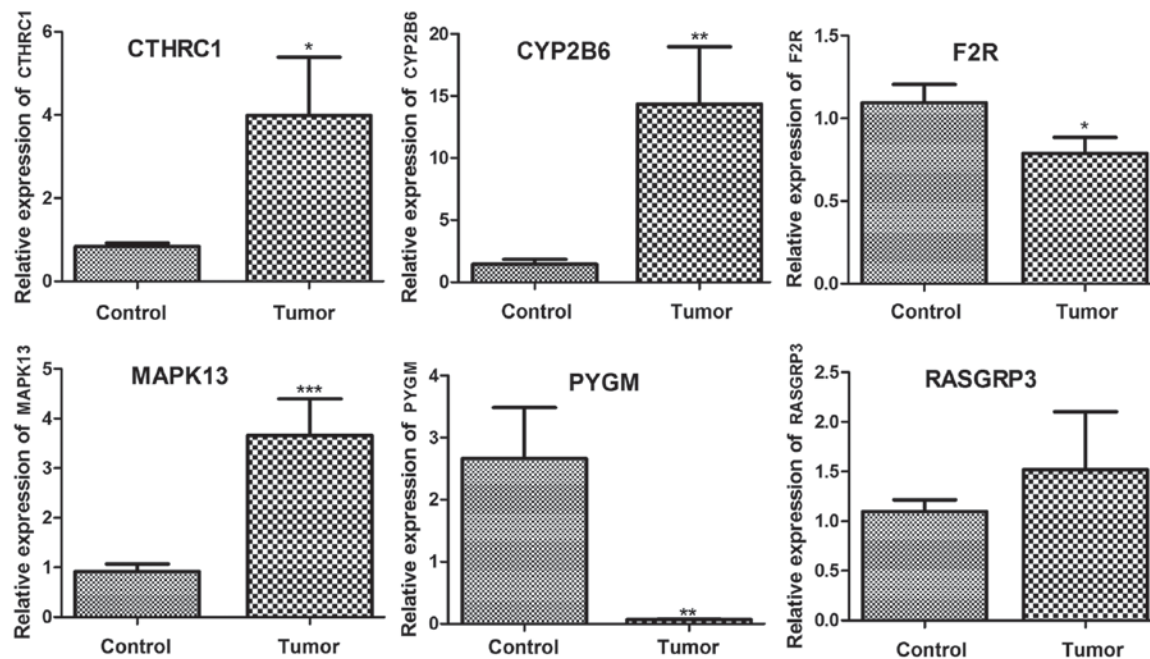 Relative expression of CTHRC1
6
4
2
0
CTHRC1
*
Control
Tumor
Relative expression of CYP2B6
20
15
10
5
0
CYP2B6
**
Control
Tumor
Relative expression of F2R
1.5
1.0
0.5
0.0
F2R
*
Control
Tumor
Relative expression of MAPK13
5
4
3
2
1
0
MAPK13
***
Control
Tumor
Relative expression of PYGM
4
3
2
1
0
PYGM
**
Control
Tumor
Relative expression of RASGRP3
2.5
2.0
1.5
1.0
0.5
0.0
RASGRP3
Control
Tumor